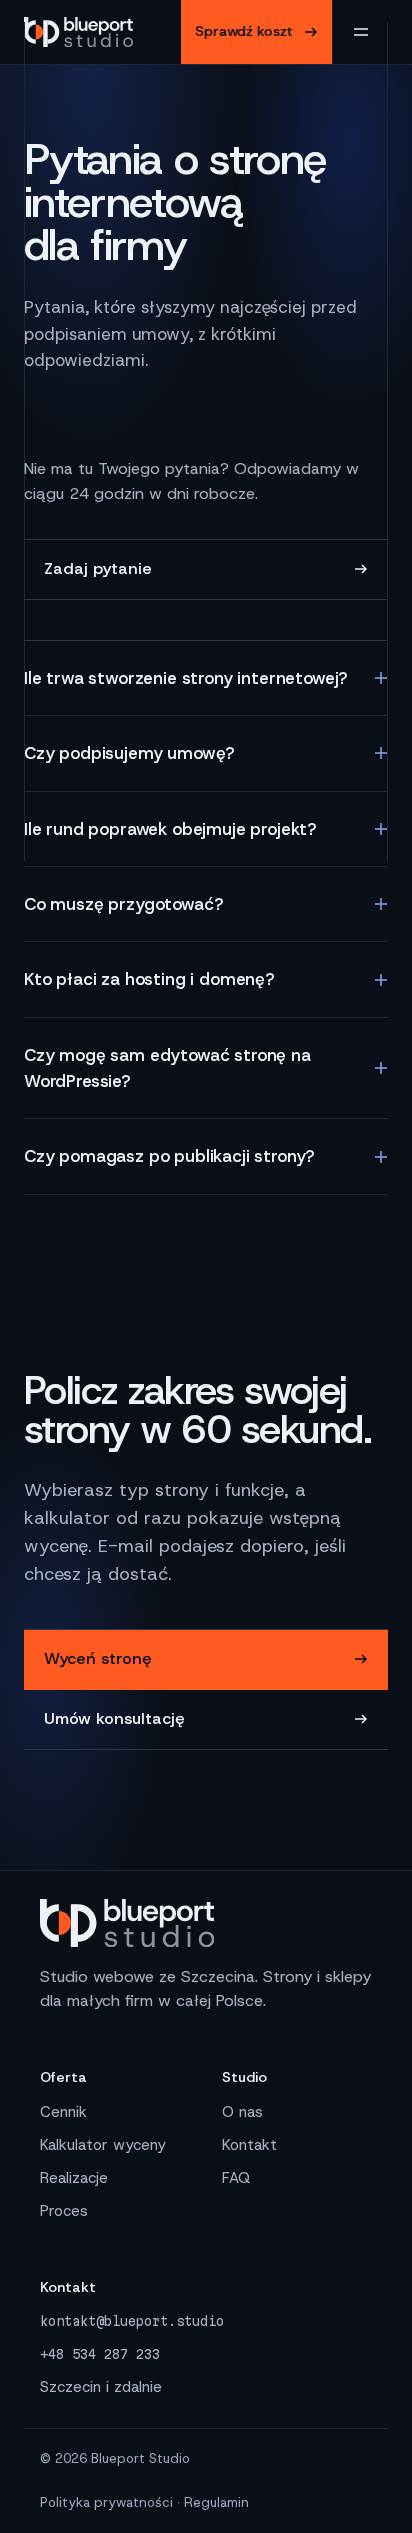 blueport
studio
Sprawdź koszt
Pytania o stronę
internetową
dla firmy
Pytania, które słyszymy najczęściej przed
podpisaniem umowy, z krótkimi
odpowiedziami.
Nie ma tu Twojego pytania? Odpowiadamy w
ciągu 24 godzin w dni robocze.
Zadaj pytanie
Ile trwa stworzenie strony internetowej?
Czy podpisujemy umowę?
Ile rund poprawek obejmuje projekt?
Co muszę przygotować?
Kto płaci za hosting i domenę?
Czy mogę sam edytować stronę na
WordPressie?
Czy pomagasz po publikacji strony?
Policz zakres swojej
strony w 60 sekund.
Wybierasz typ strony i funkcje, a
kalkulator od razu pokazuje wstępną
wycenę. E-mail podajesz dopiero, jeśli
chcesz ją dostać.
Wyceń stronę
Umów konsultację
blueport
studio
Studio webowe ze Szczecina. Strony i sklepy
dla małych firm w całej Polsce.
Oferta
Cennik
Kalkulator wyceny
Realizacje
Proces
Studio
O nas
Kontakt
FAQ
Kontakt
kontakt@blueport.studio
+48 534 287 233
Szczecin i zdalnie
© 2026 Blueport Studio
Polityka prywatności · Regulamin